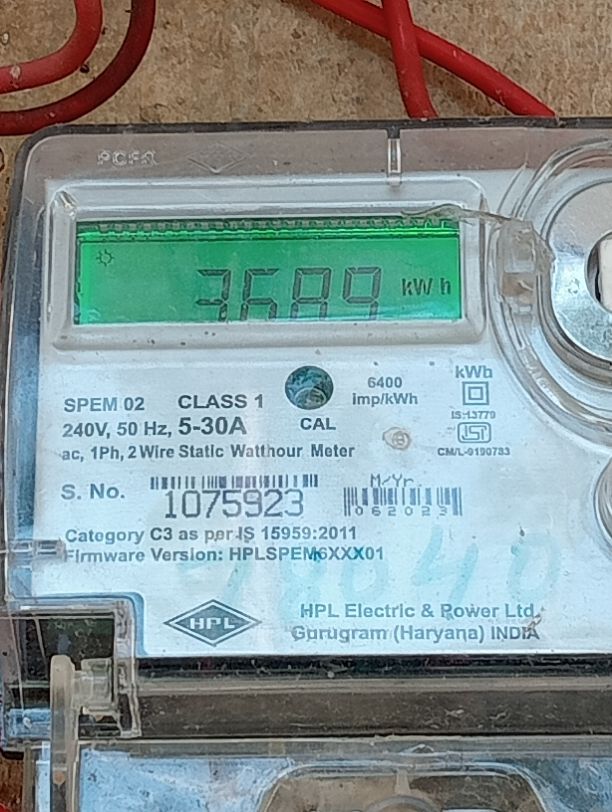 3689 kWh
6400
imp/kWh
kWh
SPEM 02 CLASS 1
IS:13779
240V, 50 Hz, 5-30A CAL
ISI
CM/L-9190783
ac, 1Ph, 2 Wire Static Watthour Meter
M/Yr.
S. No. 1075923
062023
Category C3 as per IS 15959:2011
Firmware Version: HPLSPEM6XXX01
HPL
HPL Electric & Power Ltd.
Gurugram (Haryana) INDIA